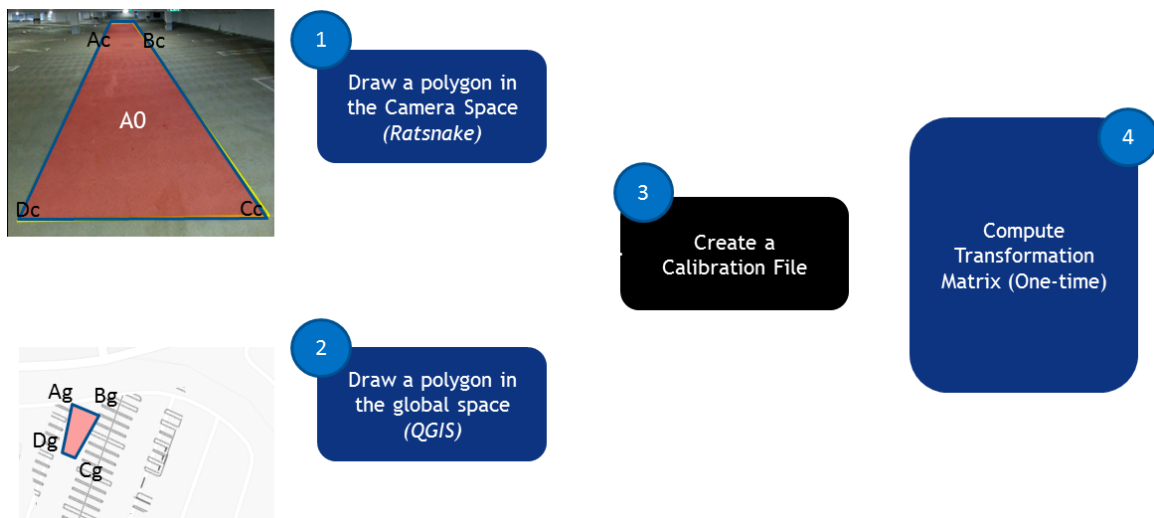 Ac
Bc
A0
Dc
Cc
1
Draw a polygon in
the Camera Space
(Ratsnake)
2
Draw a polygon in
the global space
(QGIS)
Ag
Bg
Dg
Cg
3
Create a
Calibration File
4
Compute
Transformation
Matrix (One-time)